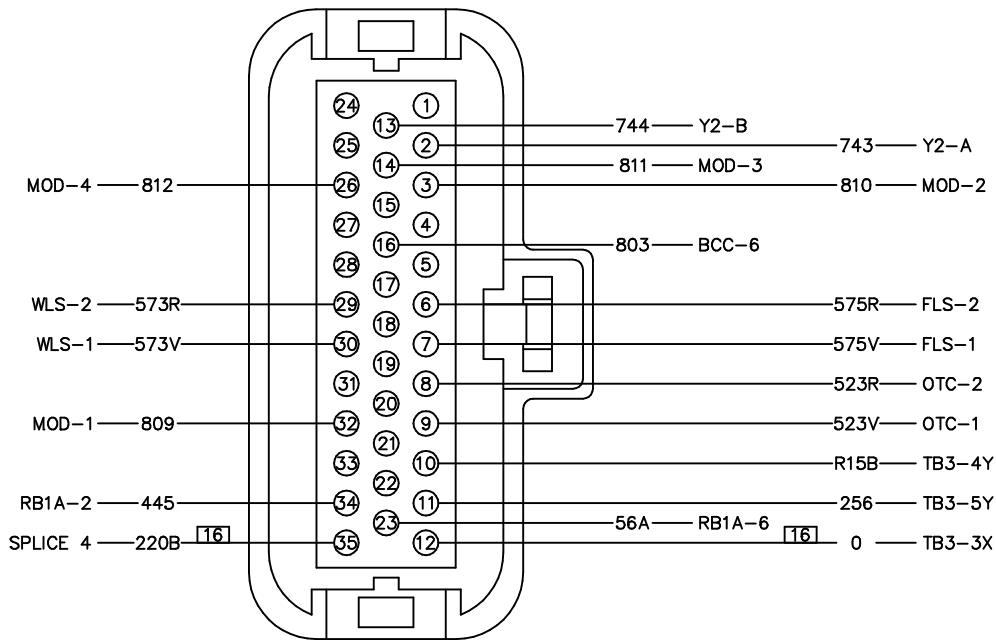 24 1
13 744 Y2-B
25 2 743 Y2-A
14 811 MOD-3
MOD-4 812 26 3 810 MOD-2
15
27 4
16 803 BCC-6
28 5
17
WLS-2 573R 29 6 575R FLS-2
18
WLS-1 573V 30 7 575V FLS-1
19
31 8 523R OTC-2
20
MOD-1 809 32 9 523V OTC-1
21
33 10 R15B TB3-4Y
22
RB1A-2 445 34 11 256 TB3-5Y
23 56A RB1A-6
16 16
SPLICE 4 220B 35 12 0 TB3-3X